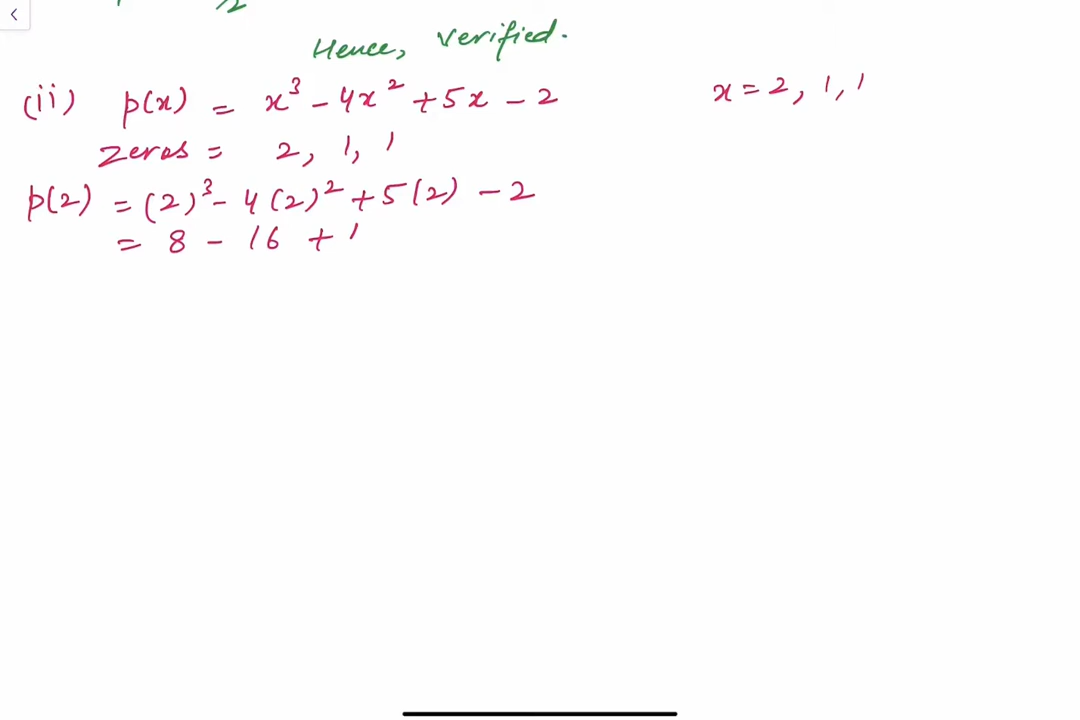 Hence, verified.
(ii) p(x) = x³ - 4x² + 5x - 2 x = 2, 1, 1
zeros = 2, 1, 1
p(2) = (2)³ - 4(2)² + 5(2) - 2
= 8 - 16 + 1